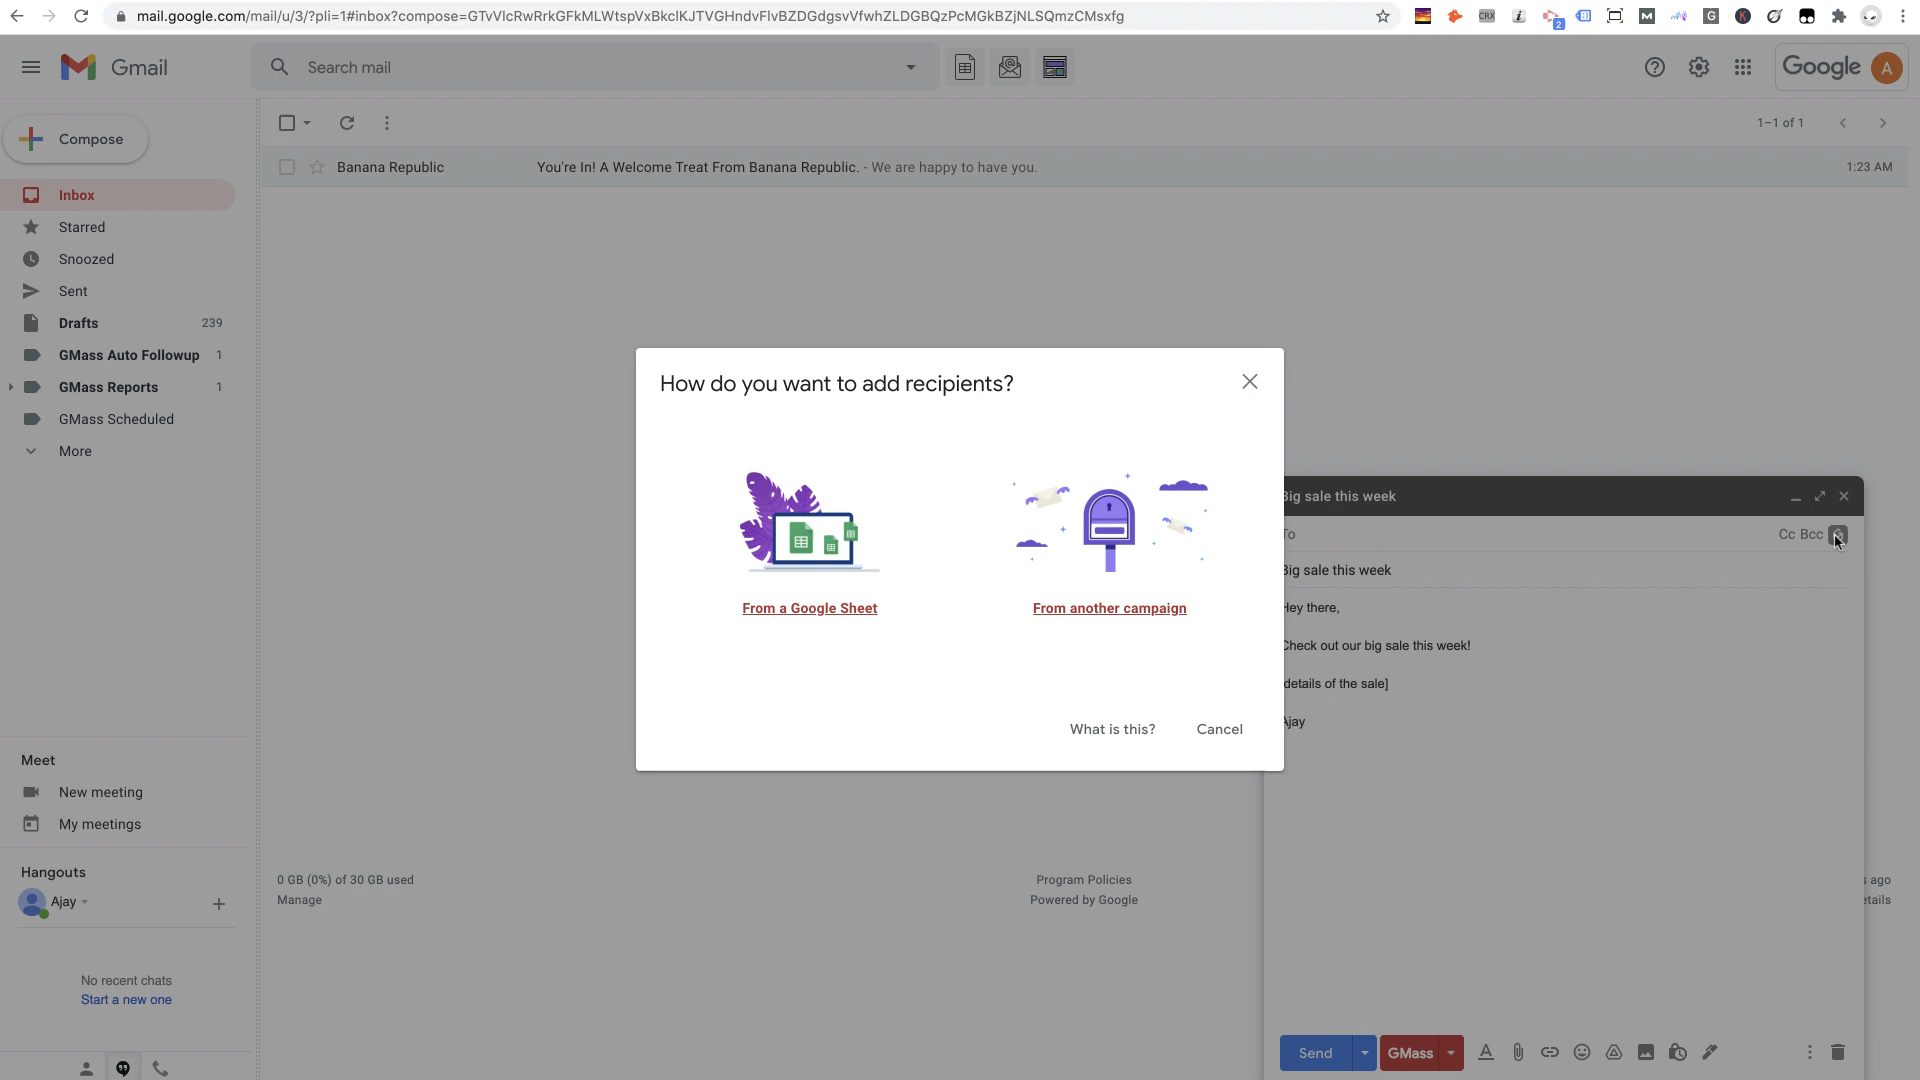 mail.google.com/mail/u/3/?pli=1#inbox?compose=GTvVlcRwRrkGFkMLWtspVxBkclKJTVGHndvFlvBZDGdgsvVfwhZLDGBQzPcMGkBZjNLSQmzCMsxfg
CRX
2
M
G
K
Gmail
Search mail
Google
A
Compose
1–1 of 1
Banana Republic
You're In! A Welcome Treat From Banana Republic. - We are happy to have you.
1:23 AM
Inbox
Starred
Snoozed
Sent
Drafts 239
GMass Auto Followup 1
GMass Reports 1
GMass Scheduled
More
How do you want to add recipients?
From a Google Sheet
From another campaign
What is this?
Cancel
Big sale this week
To
Cc Bcc
Big sale this week
Hey there,
Check out our big sale this week!
details of the sale]
Ajay
Meet
New meeting
My meetings
Hangouts
Ajay
No recent chats
Start a new one
0 GB (0%) of 30 GB used
Manage
Program Policies
Powered by Google
ago
etails
Send
GMass